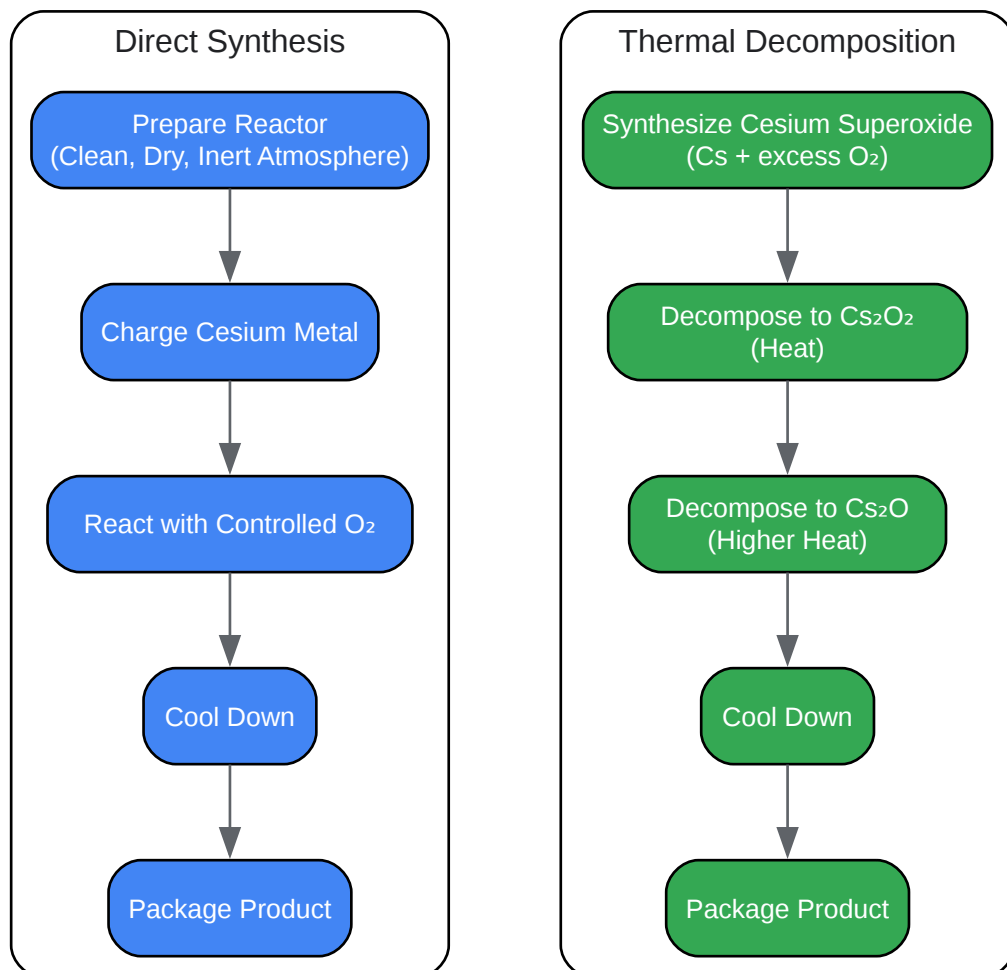 Direct Synthesis
Prepare Reactor
(Clean, Dry, Inert Atmosphere)
Charge Cesium Metal
React with Controlled O₂
Cool Down
Package Product
Thermal Decomposition
Synthesize Cesium Superoxide
(Cs + excess O₂)
Decompose to Cs₂O₂
(Heat)
Decompose to Cs₂O
(Higher Heat)
Cool Down
Package Product